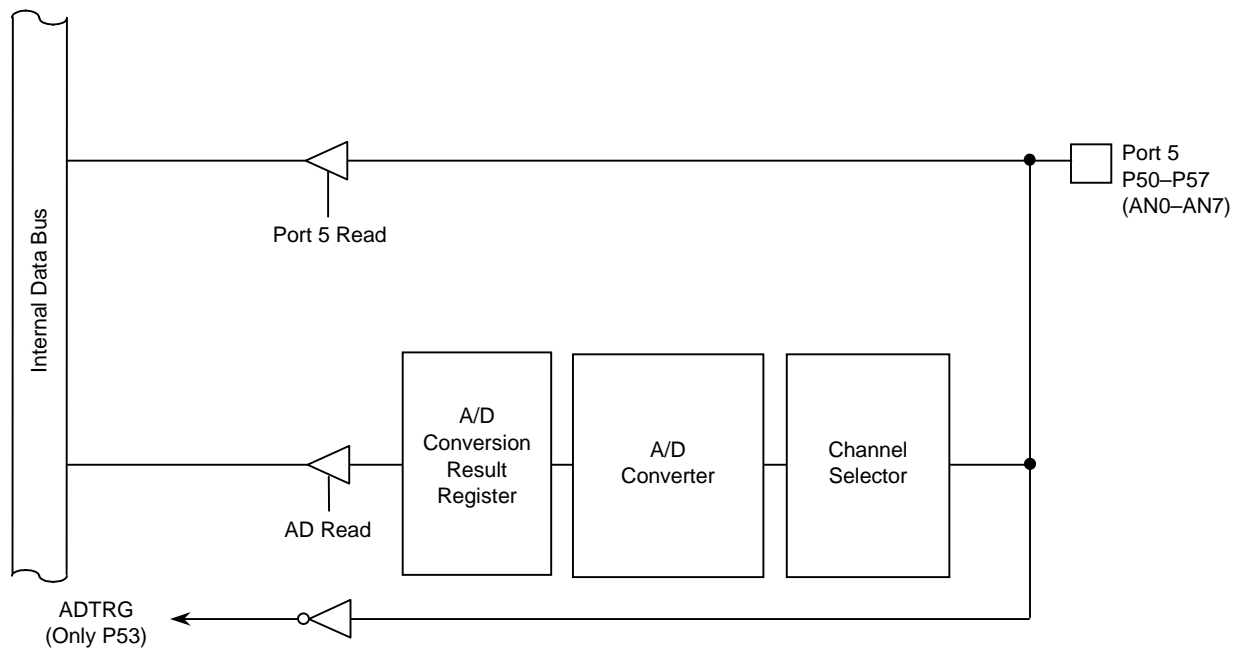 Port 5
P50–P57
(AN0–AN7)
Port 5 Read
Internal Data Bus
A/D
Conversion
Result
Register
A/D
Converter
Channel
Selector
AD Read
ADTRG
(Only P53)